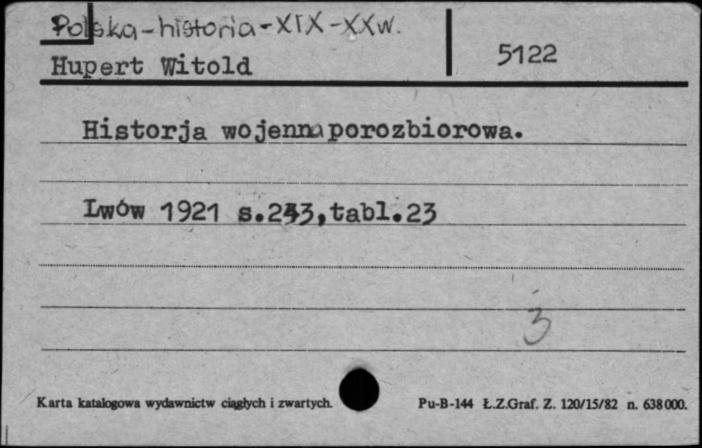 Polska-historia-XIX-XXw.
Hupert Witold
5122
Historja wojenna porozbiorowa.
Lwów 1921 s.243,tabl.23
3
Karta katalogowa wydawnictw ciągłych i zwartych.
Pu-B-144 Ł.Z.Graf. Z. 120/15/82 n. 638000.